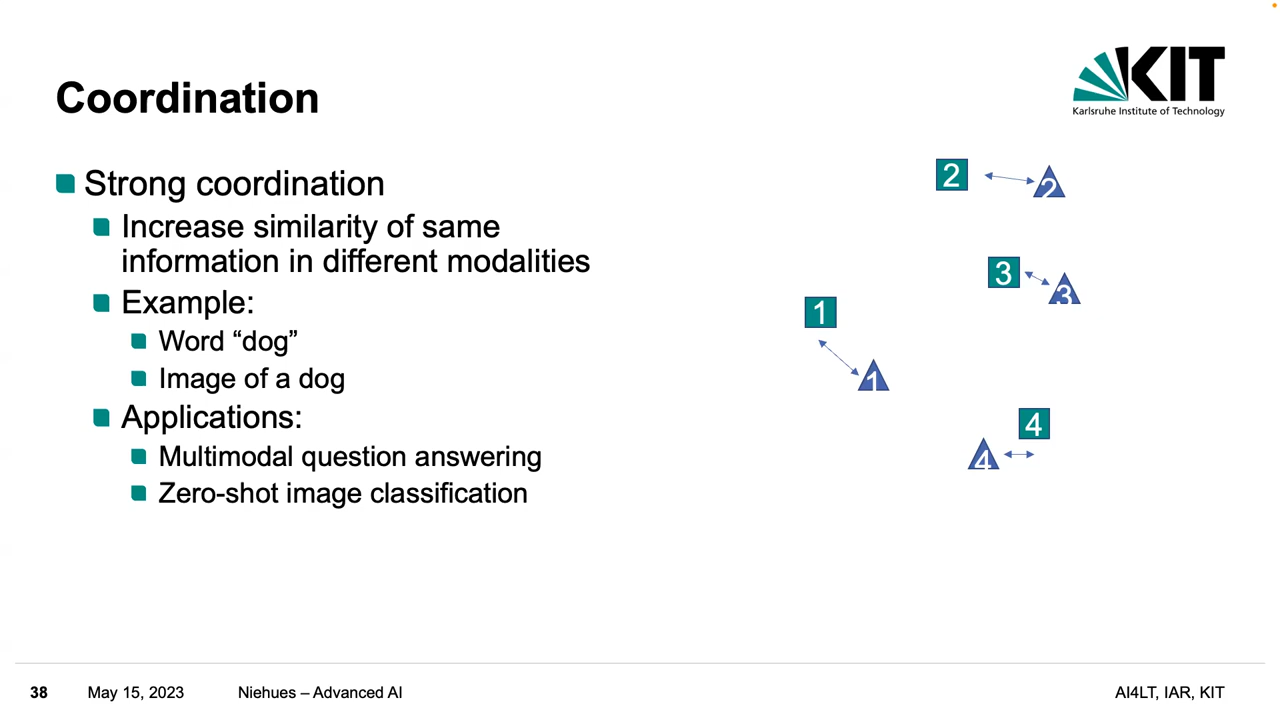 Coordination
KIT
Karlsruhe Institute of Technology
Strong coordination
Increase similarity of same
information in different modalities
Example:
Word “dog”
Image of a dog
Applications:
Multimodal question answering
Zero-shot image classification
2
2
3
3
1
1
4
4
38 May 15, 2023 Niehues – Advanced AI AI4LT, IAR, KIT